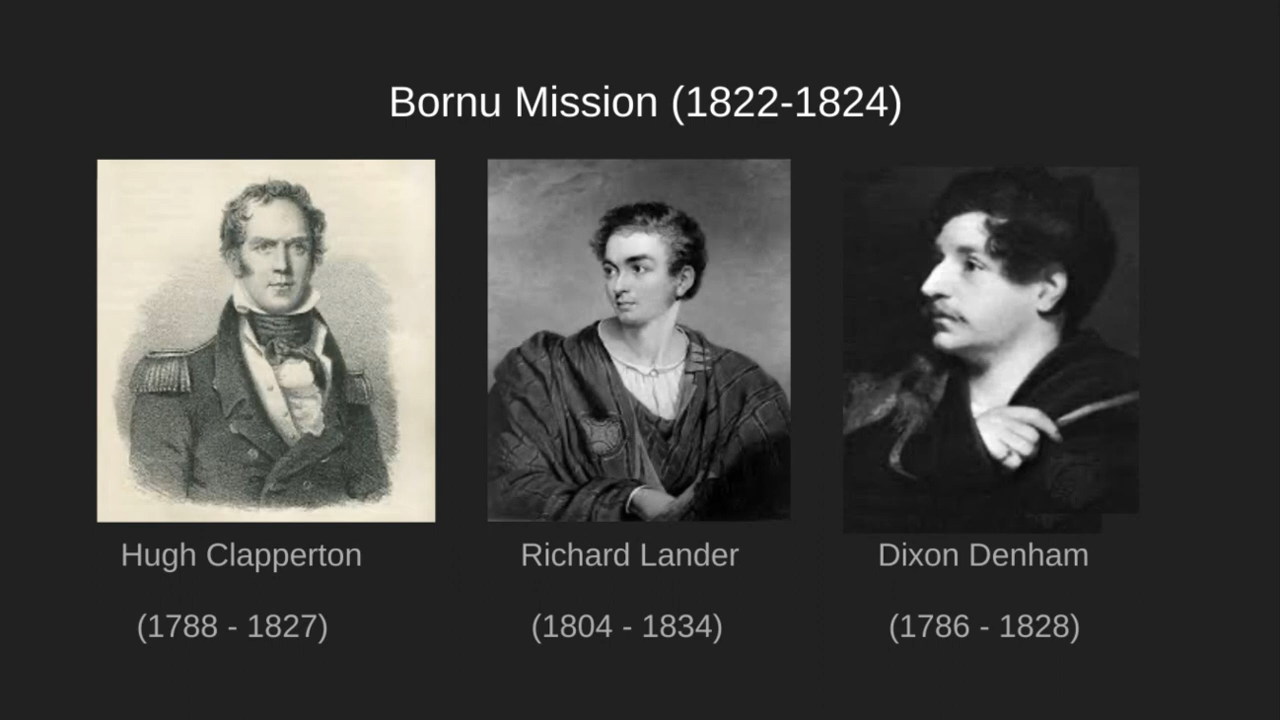 Bornu Mission (1822-1824)
Hugh Clapperton
(1788 - 1827)
Richard Lander
(1804 - 1834)
Dixon Denham
(1786 - 1828)